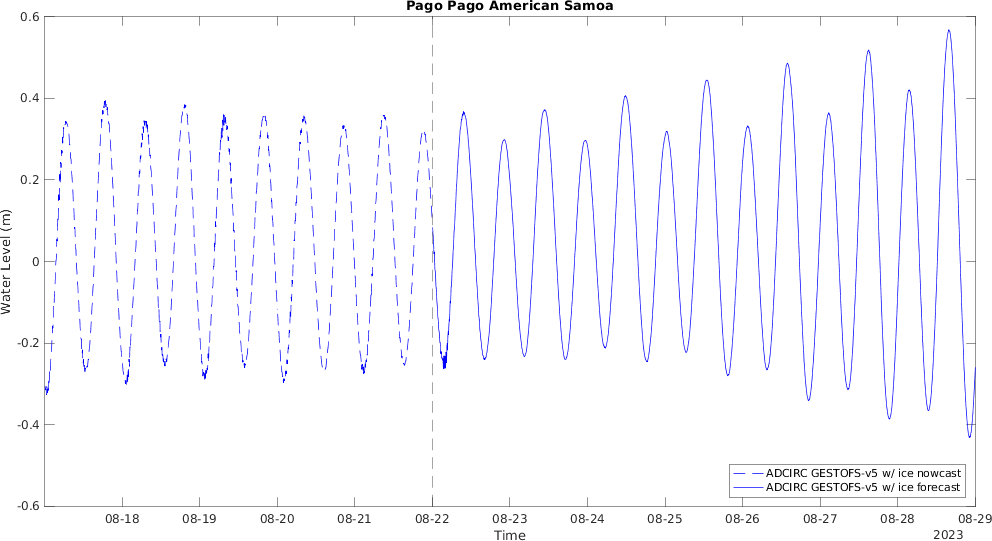 Pago Pago American Samoa
0.6
0.4
0.2
0
-0.2
-0.4
-0.6
Water Level (m)
ADCIRC GESTOFS-v5 w/ ice nowcast
ADCIRC GESTOFS-v5 w/ ice forecast
08-18 08-19 08-20 08-21 08-22 08-23 08-24 08-25 08-26 08-27 08-28 08-29
Time
2023